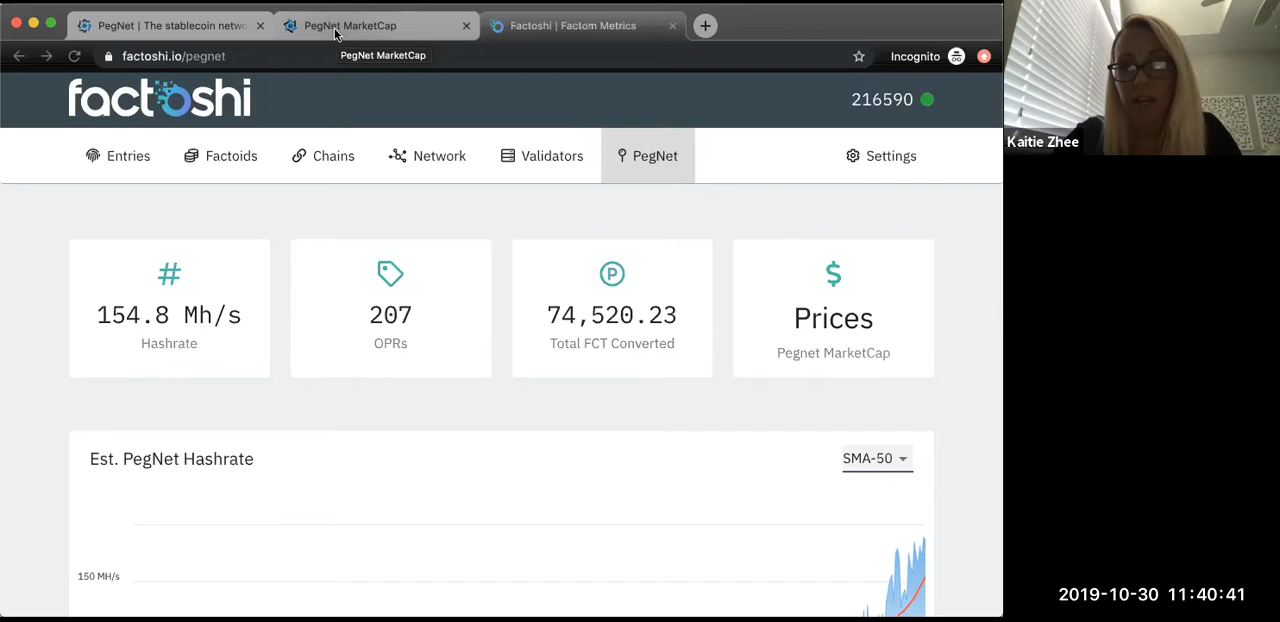 PegNet | The stablecoin netwo
PegNet MarketCap
Factoshi | Factom Metrics
factoshi.io/pegnet
PegNet MarketCap
Incognito
factoshi
216590
Entries
Factoids
Chains
Network
Validators
PegNet
Settings
154.8 Mh/s
Hashrate
207
OPRs
74,520.23
Total FCT Converted
Prices
Pegnet MarketCap
Est. PegNet Hashrate
SMA-50
150 MH/s
Kaitie Zhee
2019-10-30 11:40:41